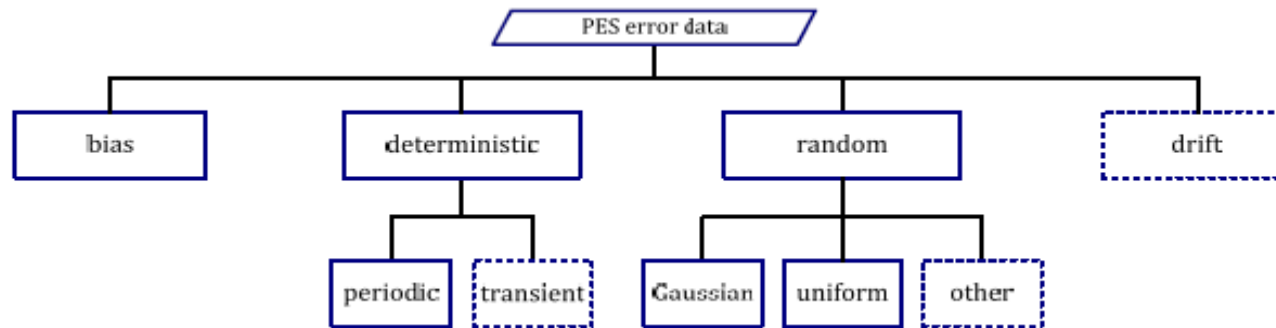 PES error data
bias
deterministic
random
drift
periodic
transient
Gaussian
uniform
other